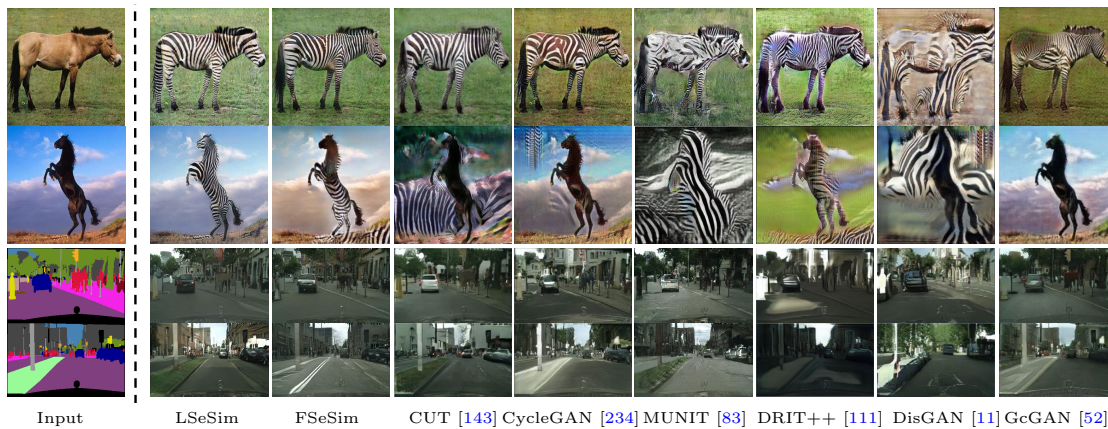 Input LSeSim FSeSim CUT [143] CycleGAN [234] MUNIT [83] DRIT++ [111] DisGAN [11] GcGAN [52]